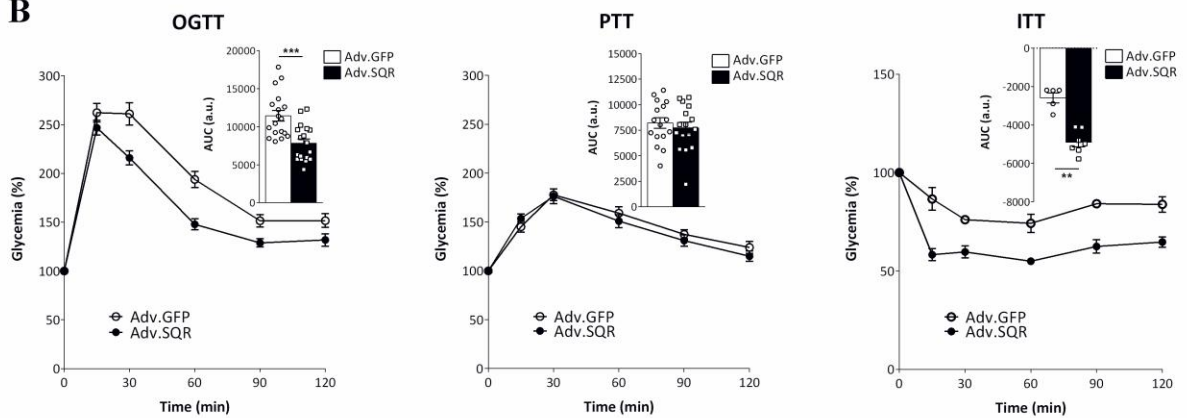 B
OGTT
Glycemia (%)
300
250
200
150
100
50
0
0 30 60 90 120
Time (min)
Adv.GFP
Adv.SQR
AUC (a.u.)
20000
15000
10000
5000
0
***
Adv.GFP
Adv.SQR
PTT
Glycemia (%)
300
250
200
150
100
50
0
0 30 60 90 120
Time (min)
Adv.GFP
Adv.SQR
AUC (a.u.)
15000
12500
10000
7500
5000
2500
0
Adv.GFP
Adv.SQR
ITT
Glycemia (%)
150
100
50
0
0 30 60 90 120
Time (min)
Adv.GFP
Adv.SQR
AUC (a.u.)
0
-2000
-4000
-6000
-8000
**
Adv.GFP
Adv.SQR